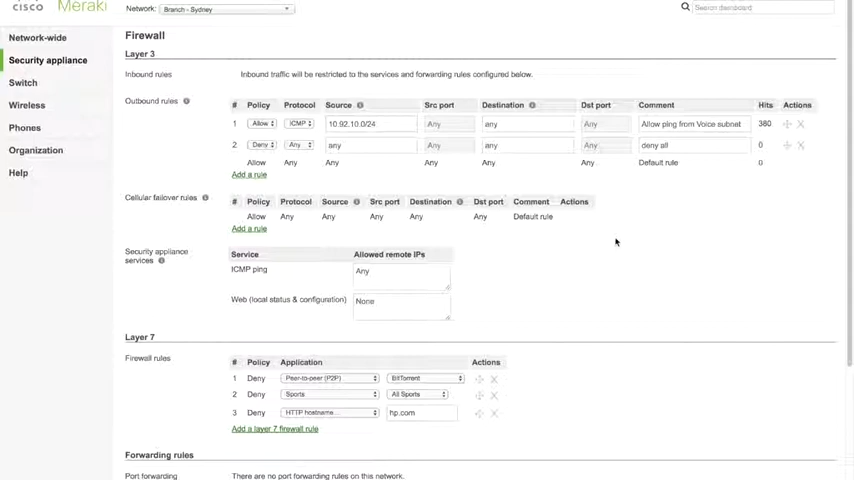 cisco Meraki Network: Branch - Sydney Search dashboard
Network-wide
Security appliance
Switch
Wireless
Phones
Organization
Help
Firewall
Layer 3
Inbound rules Inbound traffic will be restricted to the services and forwarding rules configured below.
Outbound rules # Policy Protocol Source Src port Destination Dst port Comment Hits Actions
1 Allow ICMP 10.92.10.0/24 Any any Any Allow ping from Voice subnet 380
2 Deny Any any Any any Any deny all 0
Allow Any Any Any Any Any Default rule 0
Add a rule
Cellular failover rules # Policy Protocol Source Src port Destination Dst port Comment Actions
Allow Any Any Any Any Any Default rule
Add a rule
Security appliance
services
Service Allowed remote IPs
ICMP ping Any
Web (local status & configuration) None
Layer 7
Firewall rules # Policy Application Actions
1 Deny Peer-to-peer (P2P) BitTorrent
2 Deny Sports All Sports
3 Deny HTTP hostname... hp.com
Add a layer 7 firewall rule
Forwarding rules
Port forwarding There are no port forwarding rules on this network.